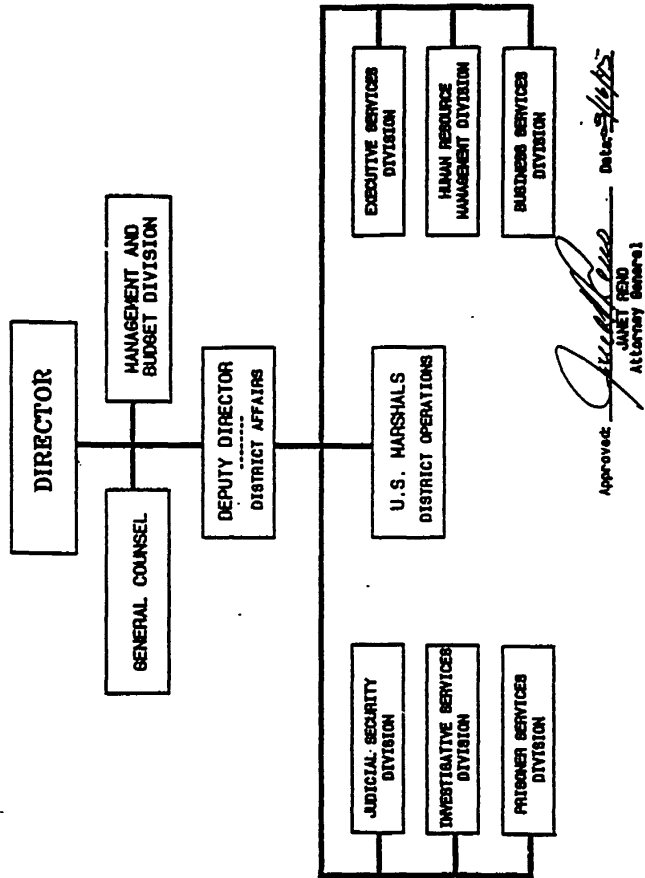 DIRECTOR
GENERAL COUNSEL
MANAGEMENT AND
BUDGET DIVISION
DEPUTY DIRECTOR
-------
DISTRICT AFFAIRS
U.S. MARSHALS
DISTRICT OPERATIONS
JUDICIAL SECURITY
DIVISION
INVESTIGATIVE SERVICES
DIVISION
PRISONER SERVICES
DIVISION
EXECUTIVE SERVICES
DIVISION
HUMAN RESOURCE
MANAGEMENT DIVISION
BUSINESS SERVICES
DIVISION
Approved: Janet Reno Date:
JANET RENO
Attorney General